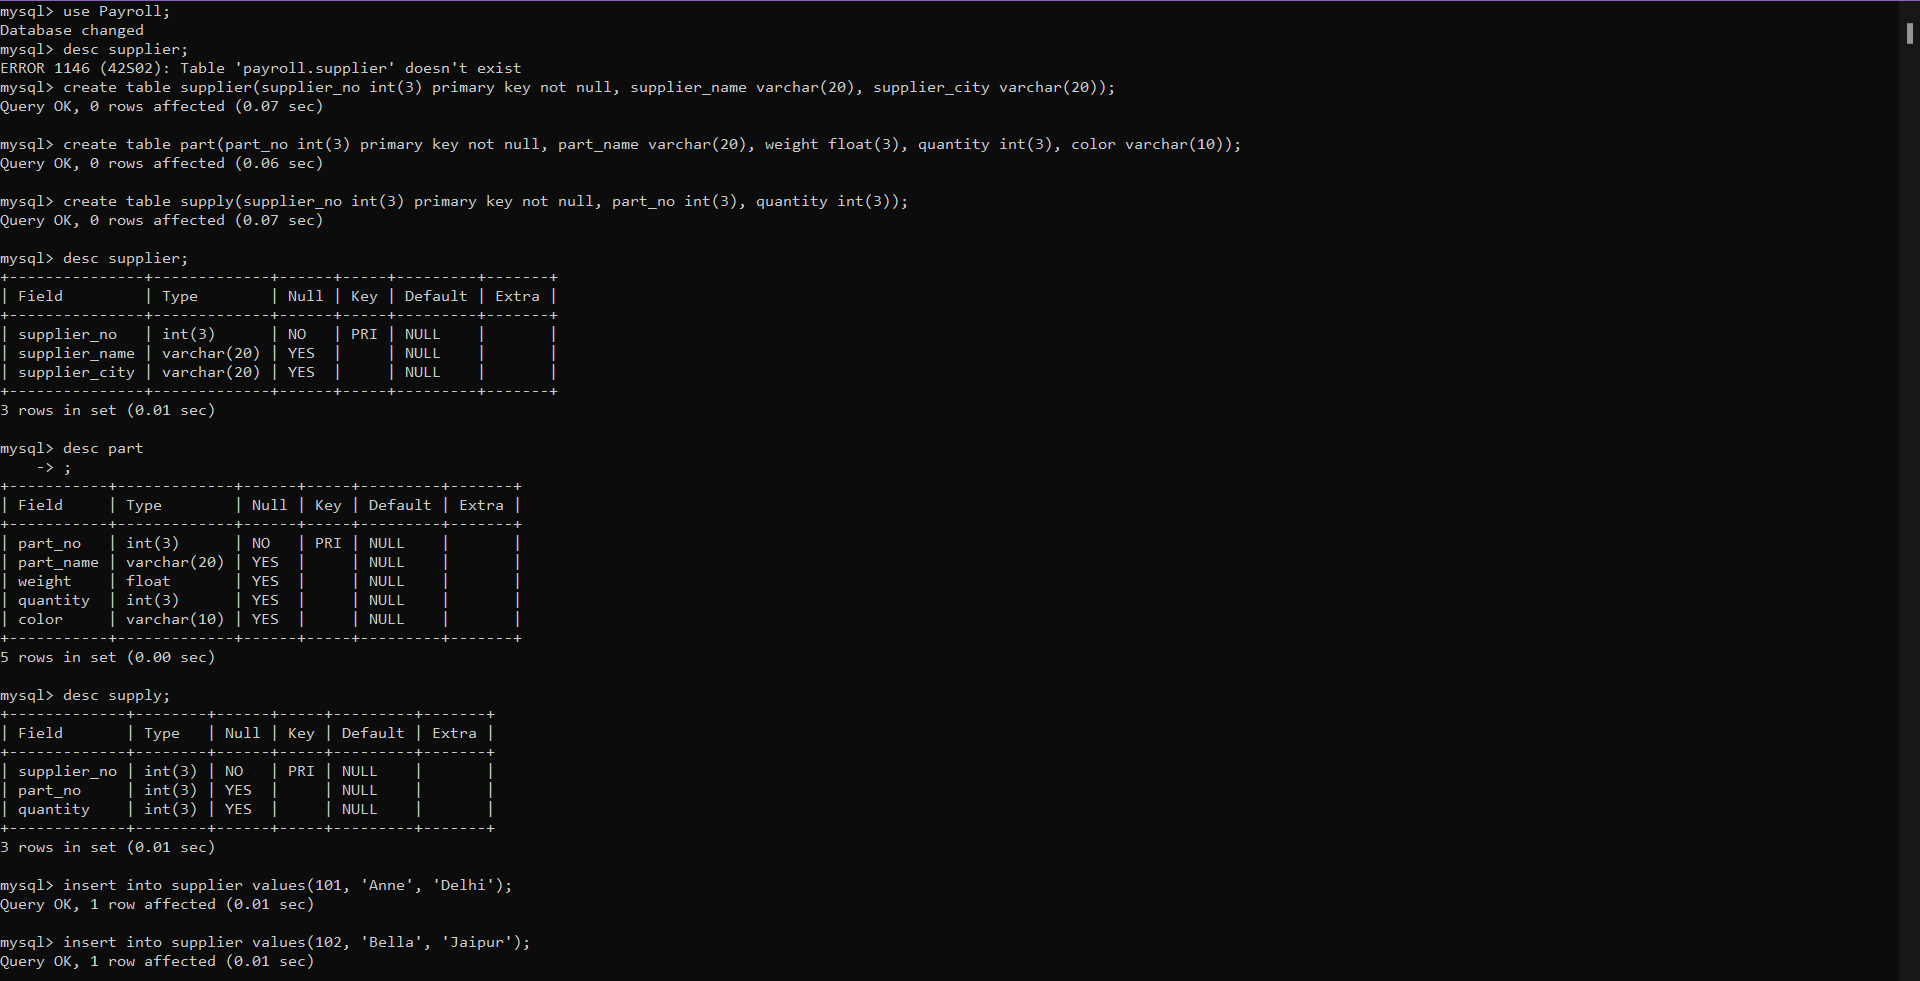 mysql> use Payroll;
Database changed
mysql> desc supplier;
ERROR 1146 (42S02): Table 'payroll.supplier' doesn't exist
mysql> create table supplier(supplier_no int(3) primary key not null, supplier_name varchar(20), supplier_city varchar(20));
Query OK, 0 rows affected (0.07 sec)

mysql> create table part(part_no int(3) primary key not null, part_name varchar(20), weight float(3), quantity int(3), color varchar(10));
Query OK, 0 rows affected (0.06 sec)

mysql> create table supply(supplier_no int(3) primary key not null, part_no int(3), quantity int(3));
Query OK, 0 rows affected (0.07 sec)

mysql> desc supplier;
+---------------+-------------+------+-----+---------+-------+
| Field         | Type        | Null | Key | Default | Extra |
+---------------+-------------+------+-----+---------+-------+
| supplier_no   | int(3)      | NO   | PRI | NULL    |       |
| supplier_name | varchar(20) | YES  |     | NULL    |       |
| supplier_city | varchar(20) | YES  |     | NULL    |       |
+---------------+-------------+------+-----+---------+-------+
3 rows in set (0.01 sec)

mysql> desc part
    -> ;
+-----------+-------------+------+-----+---------+-------+
| Field     | Type        | Null | Key | Default | Extra |
+-----------+-------------+------+-----+---------+-------+
| part_no   | int(3)      | NO   | PRI | NULL    |       |
| part_name | varchar(20) | YES  |     | NULL    |       |
| weight    | float       | YES  |     | NULL    |       |
| quantity  | int(3)      | YES  |     | NULL    |       |
| color     | varchar(10) | YES  |     | NULL    |       |
+-----------+-------------+------+-----+---------+-------+
5 rows in set (0.00 sec)

mysql> desc supply;
+-------------+--------+------+-----+---------+-------+
| Field       | Type   | Null | Key | Default | Extra |
+-------------+--------+------+-----+---------+-------+
| supplier_no | int(3) | NO   | PRI | NULL    |       |
| part_no     | int(3) | YES  |     | NULL    |       |
| quantity    | int(3) | YES  |     | NULL    |       |
+-------------+--------+------+-----+---------+-------+
3 rows in set (0.01 sec)

mysql> insert into supplier values(101, 'Anne', 'Delhi');
Query OK, 1 row affected (0.01 sec)

mysql> insert into supplier values(102, 'Bella', 'Jaipur');
Query OK, 1 row affected (0.01 sec)